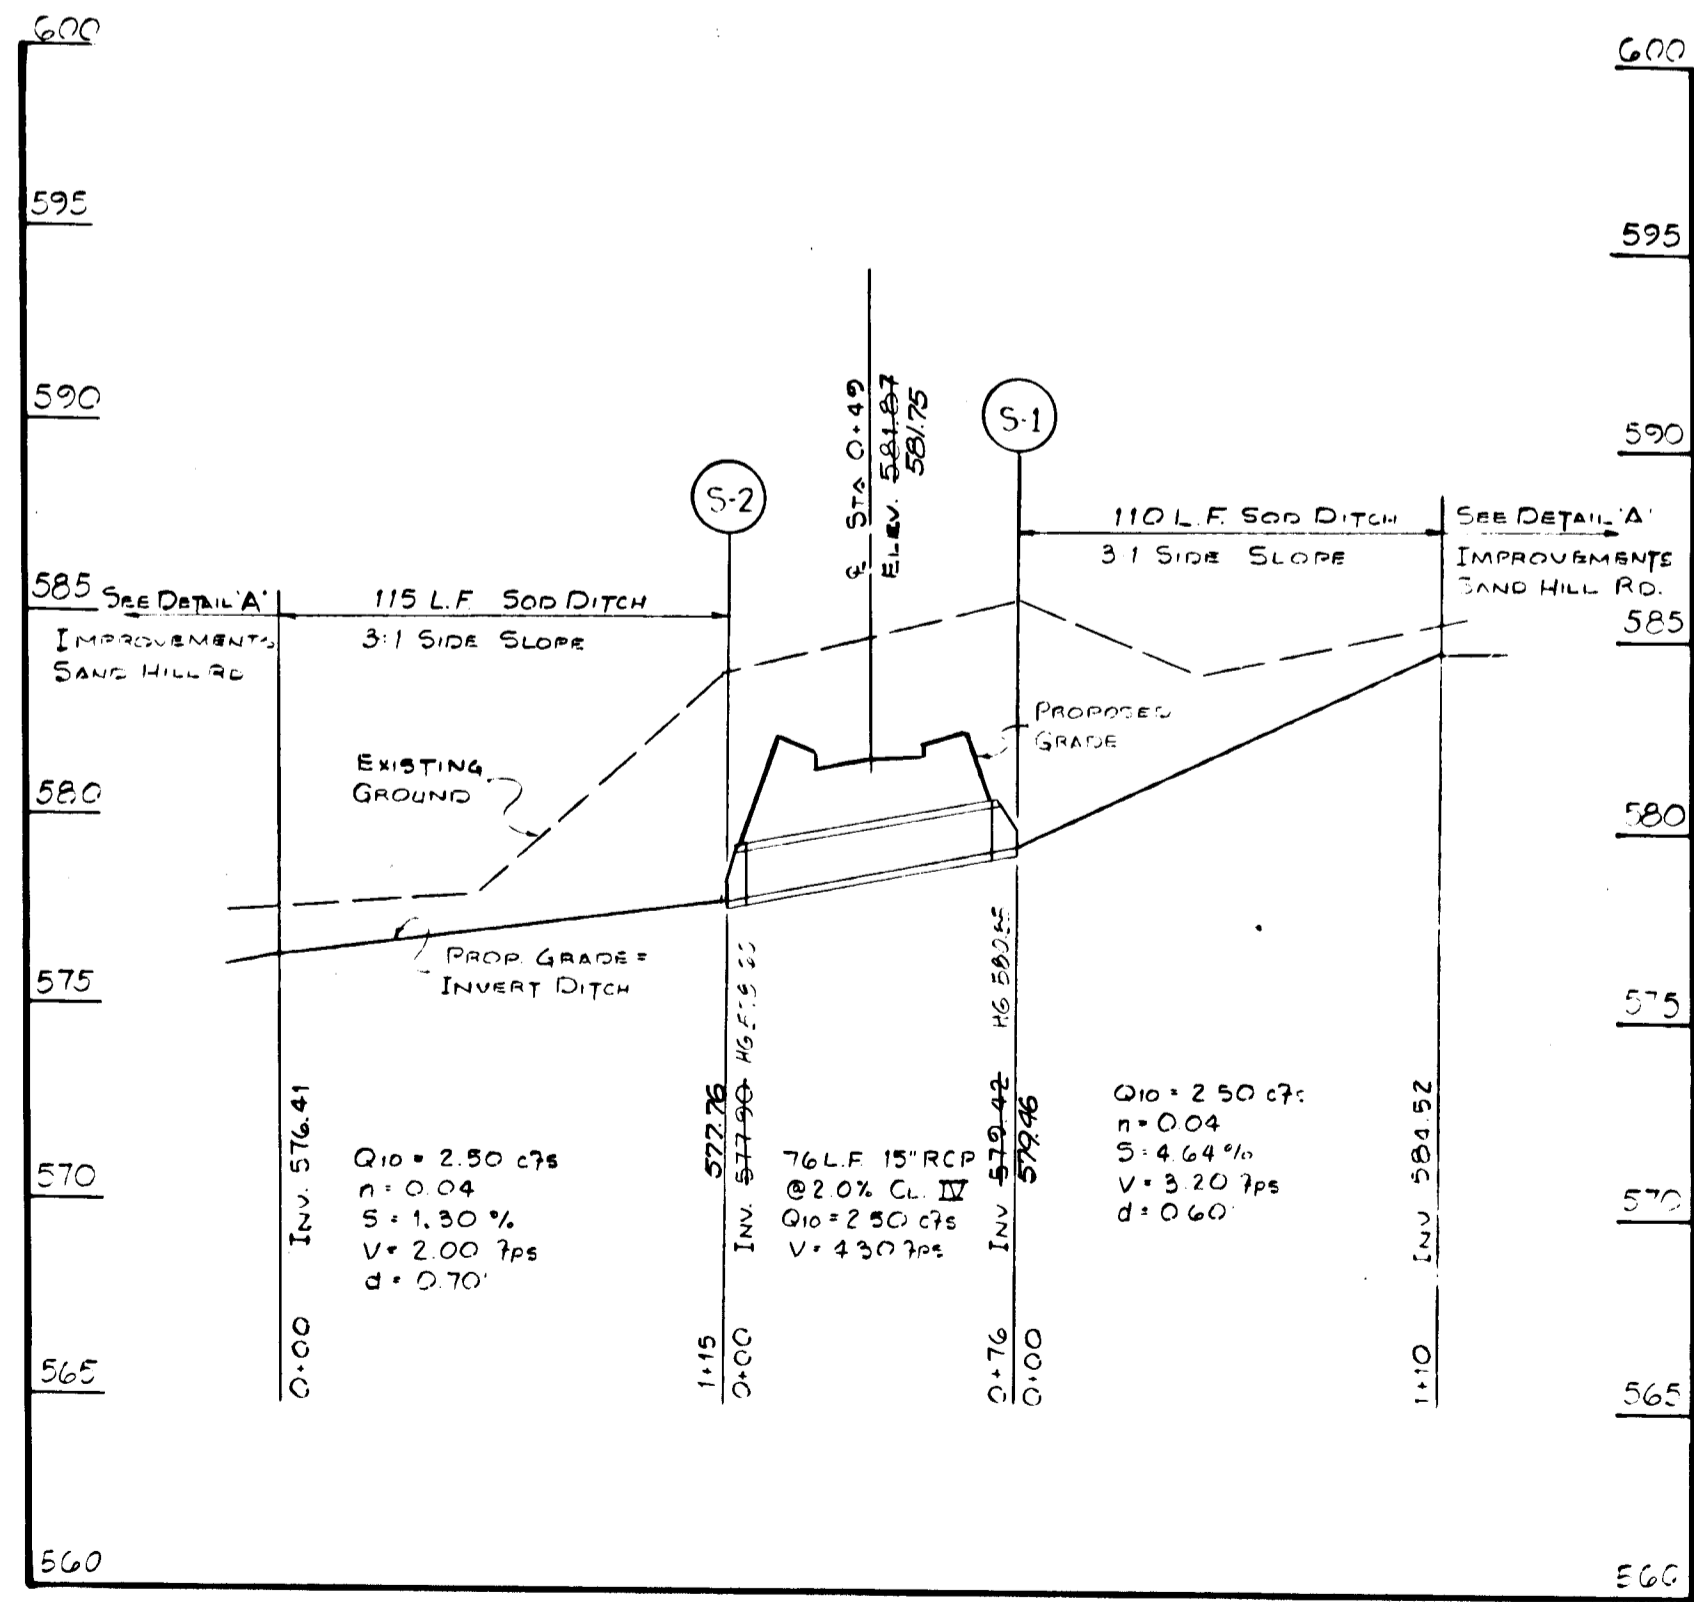 600
600
595
595
590
590
585
585
580
580
575
575
570
570
565
565
560
S-2
S-1
℄ STA 0+49
ELEV. 581.87
581.75
SEE DETAIL 'A'
IMPROVEMENTS
SAND HILL RD
115 L.F. SOD DITCH
3:1 SIDE SLOPE
110 L.F. SOD DITCH
3:1 SIDE SLOPE
SEE DETAIL 'A'
IMPROVEMENTS
SAND HILL RD.
PROPOSED
GRADE
EXISTING
GROUND
PROP. GRADE =
INVERT DITCH
INV. 576.41
0+00
Q10 = 2.50 cfs
n = 0.04
S = 1.30 %
V = 2.00 fps
d = 0.70'
577.76
INV. 577.90 HG
1+15
0+00
76 L.F. 15" RCP
@ 2.0% CL. IV
Q10 = 2.50 cfs
V = 4.30 fps
INV 579.42 HG
579.46
0+76
0+00
Q10 = 2.50 cfs
n = 0.04
S = 4.64 %
V = 3.20 fps
d = 0.60'
INV 584.52
1+10